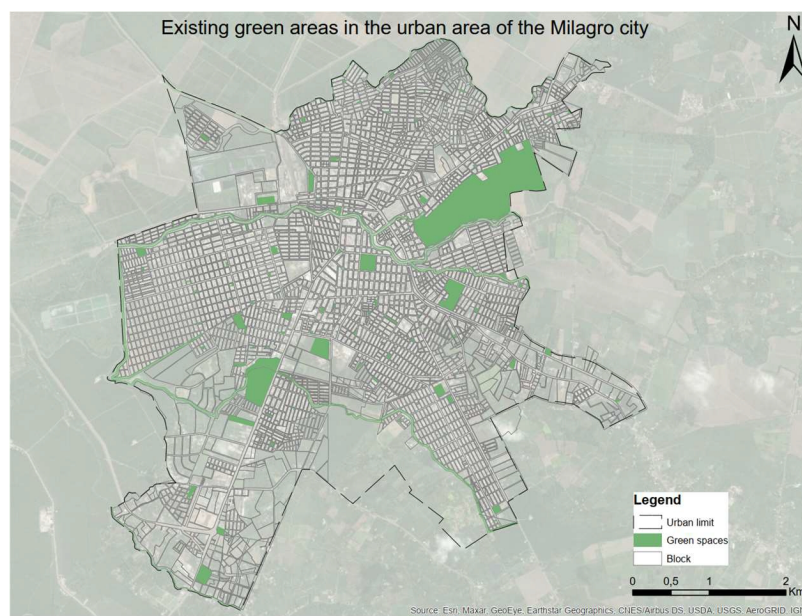 Existing green areas in the urban area of the Milagro city
N
Legend
Urban limit
Green spaces
Block
0 0,5 1 2
Km
Source: Esri, Maxar, GeoEye, Earthstar Geographics, CNES/Airbus DS, USDA, USGS, AeroGRID, IGN